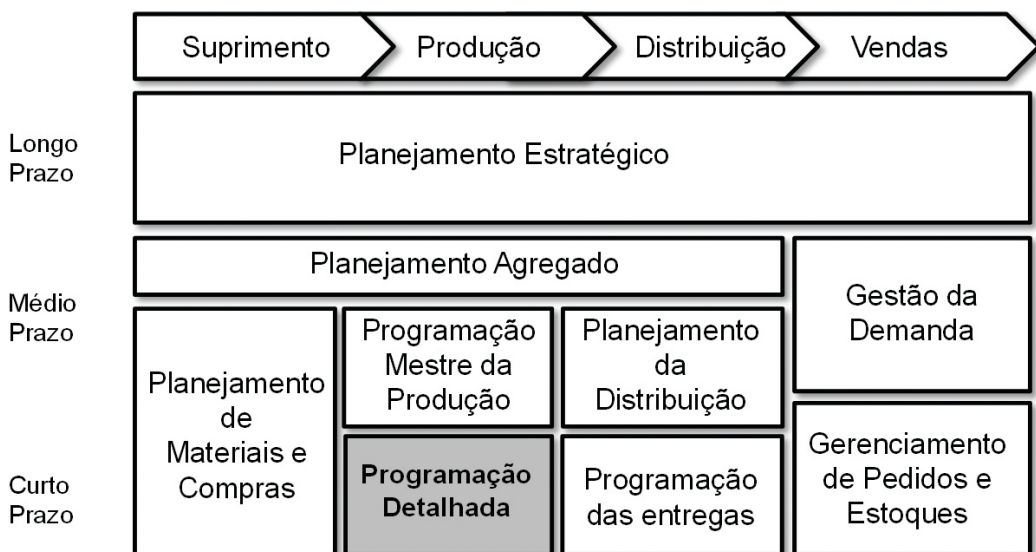 Suprimento
Produção
Distribuição
Vendas
Longo
Prazo
Planejamento Estratégico
Médio
Prazo
Planejamento Agregado
Gestão da
Demanda
Planejamento
de
Materiais e
Compras
Programação
Mestre da
Produção
Planejamento
da
Distribuição
Curto
Prazo
Programação
Detalhada
Programação
das entregas
Gerenciamento
de Pedidos e
Estoques